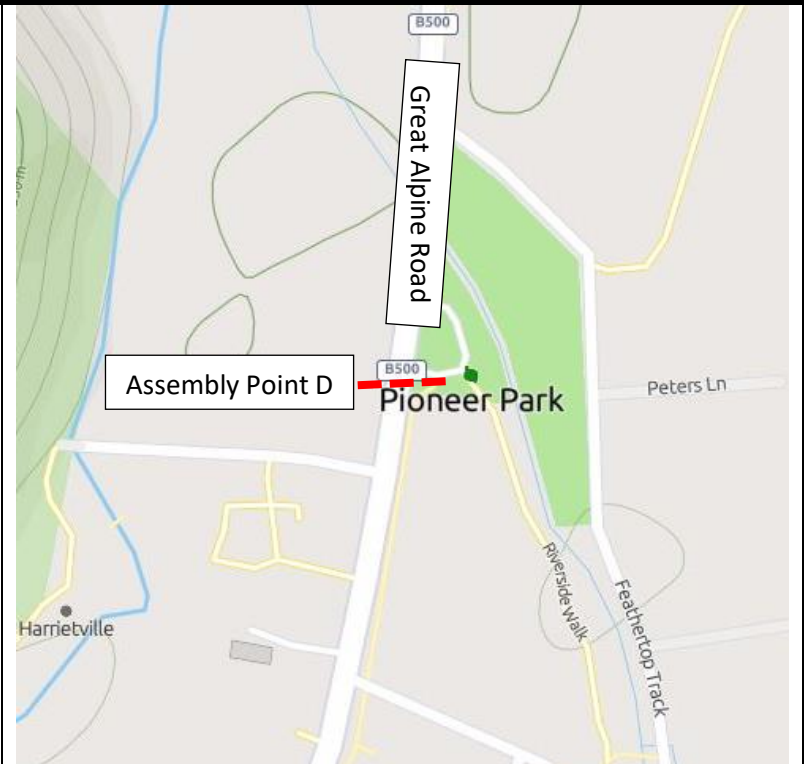 B500
Great Alpine Road
Assembly Point D
B500
Pioneer Park
Peters Ln
Riverside Walk
Feathertop Track
Harrietville